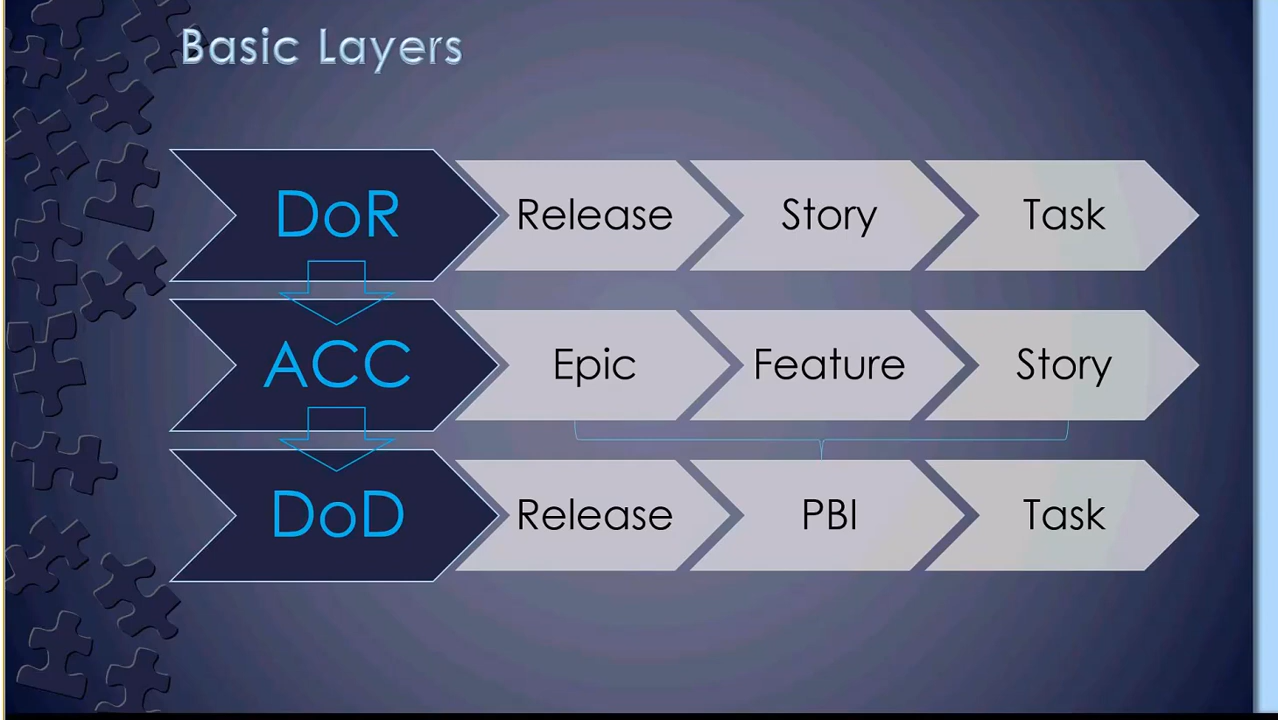 Basic Layers
DoR
Release
Story
Task
ACC
Epic
Feature
Story
DoD
Release
PBI
Task